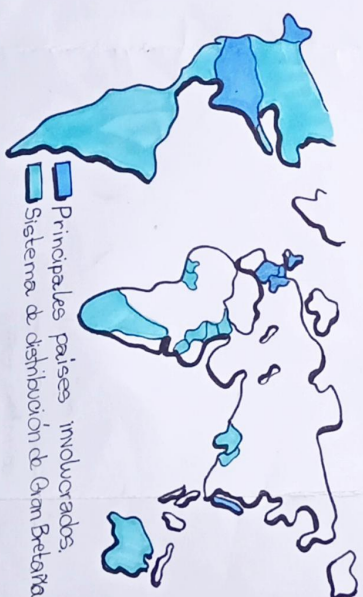 Principales países involucrados,
Sistema de distribución de Gran Bretaña